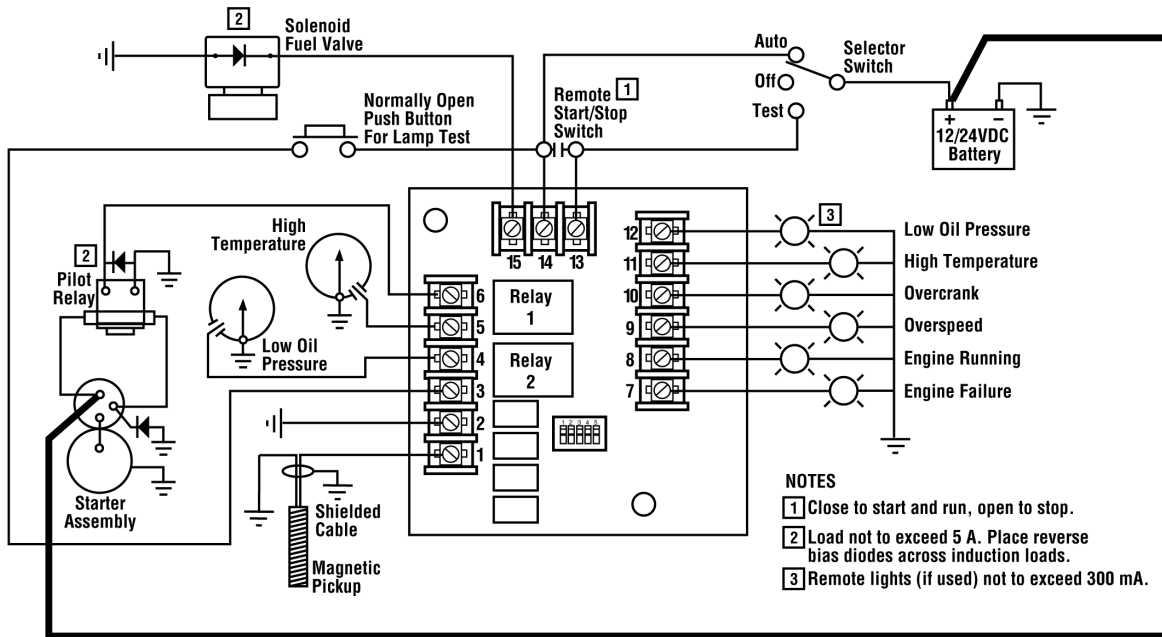 2
Solenoid
Fuel Valve
Normally Open
Push Button
For Lamp Test
Remote 1
Start/Stop
Switch
Auto
Off
Test
Selector
Switch
+ −
12/24VDC
Battery
High
Temperature
2
Pilot
Relay
Low Oil
Pressure
Starter
Assembly
Shielded
Cable
Magnetic
Pickup
15 14 13
6
5
4
3
2
1
Relay
1
Relay
2
1 2 3 4 5
12
11
10
9
8
7
3
Low Oil Pressure
High Temperature
Overcrank
Overspeed
Engine Running
Engine Failure
NOTES
1 Close to start and run, open to stop.
2 Load not to exceed 5 A. Place reverse
bias diodes across induction loads.
3 Remote lights (if used) not to exceed 300 mA.